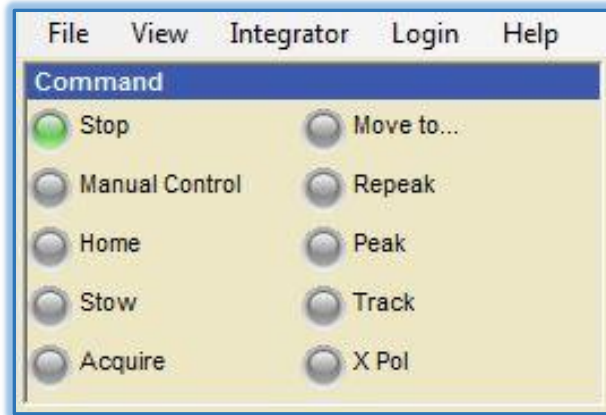 File View Integrator Login Help
Command
Stop Move to...
Manual Control Repeak
Home Peak
Stow Track
Acquire X Pol